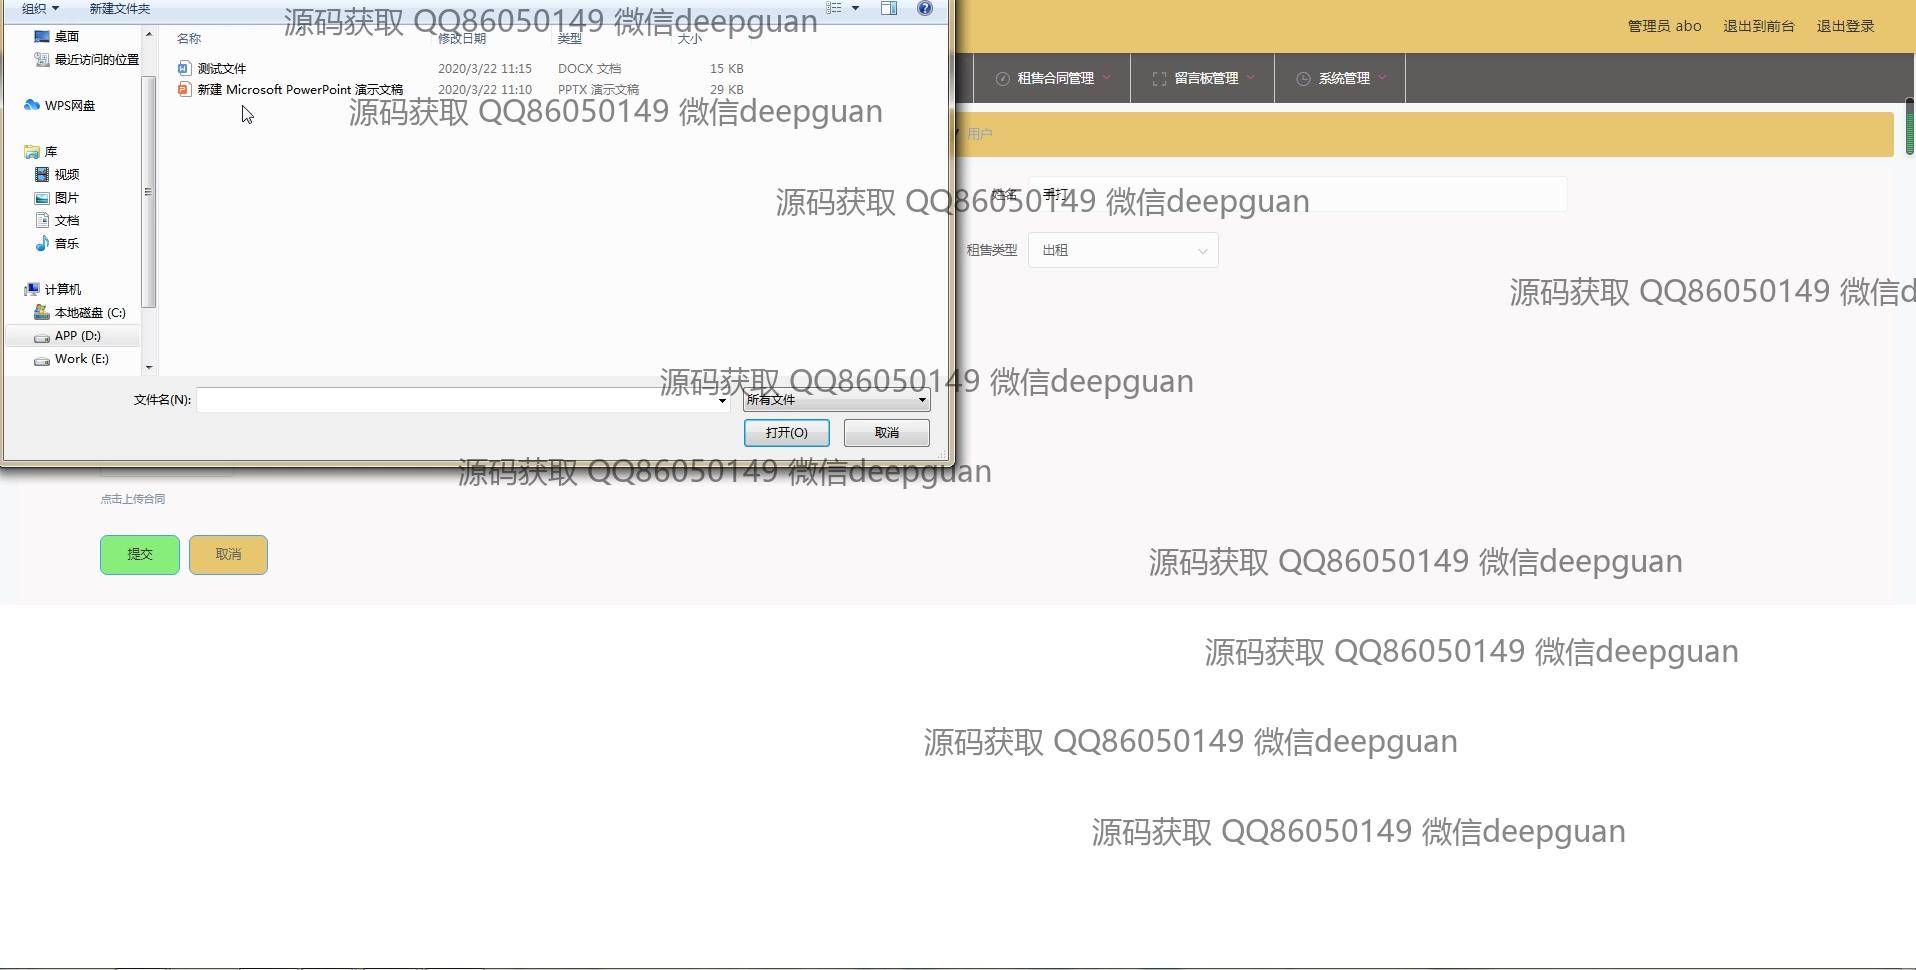 组织 新建文件夹
源码获取 QQ86050149 微信deepguan
管理员 abo 退出到前台 退出登录
桌面
名称 修改日期 类型 大小
最近访问的位置
测试文件 2020/3/22 11:15 DOCX 文档 15 KB
租售合同管理 留言板管理 系统管理
新建 Microsoft PowerPoint 演示文稿 2020/3/22 11:10 PPTX 演示文稿 29 KB
WPS网盘
源码获取 QQ86050149 微信deepguan
/ 用户
库
视频
图片
姓名 手打
源码获取 QQ86050149 微信deepguan
文档
音乐
租售类型 出租
计算机
源码获取 QQ86050149 微信d
本地磁盘 (C:)
APP (D:)
Work (E:)
源码获取 QQ86050149 微信deepguan
文件名(N): 所有文件
打开(O) 取消
源码获取 QQ86050149 微信deepguan
点击上传合同
提交 取消
源码获取 QQ86050149 微信deepguan
源码获取 QQ86050149 微信deepguan
源码获取 QQ86050149 微信deepguan
源码获取 QQ86050149 微信deepguan